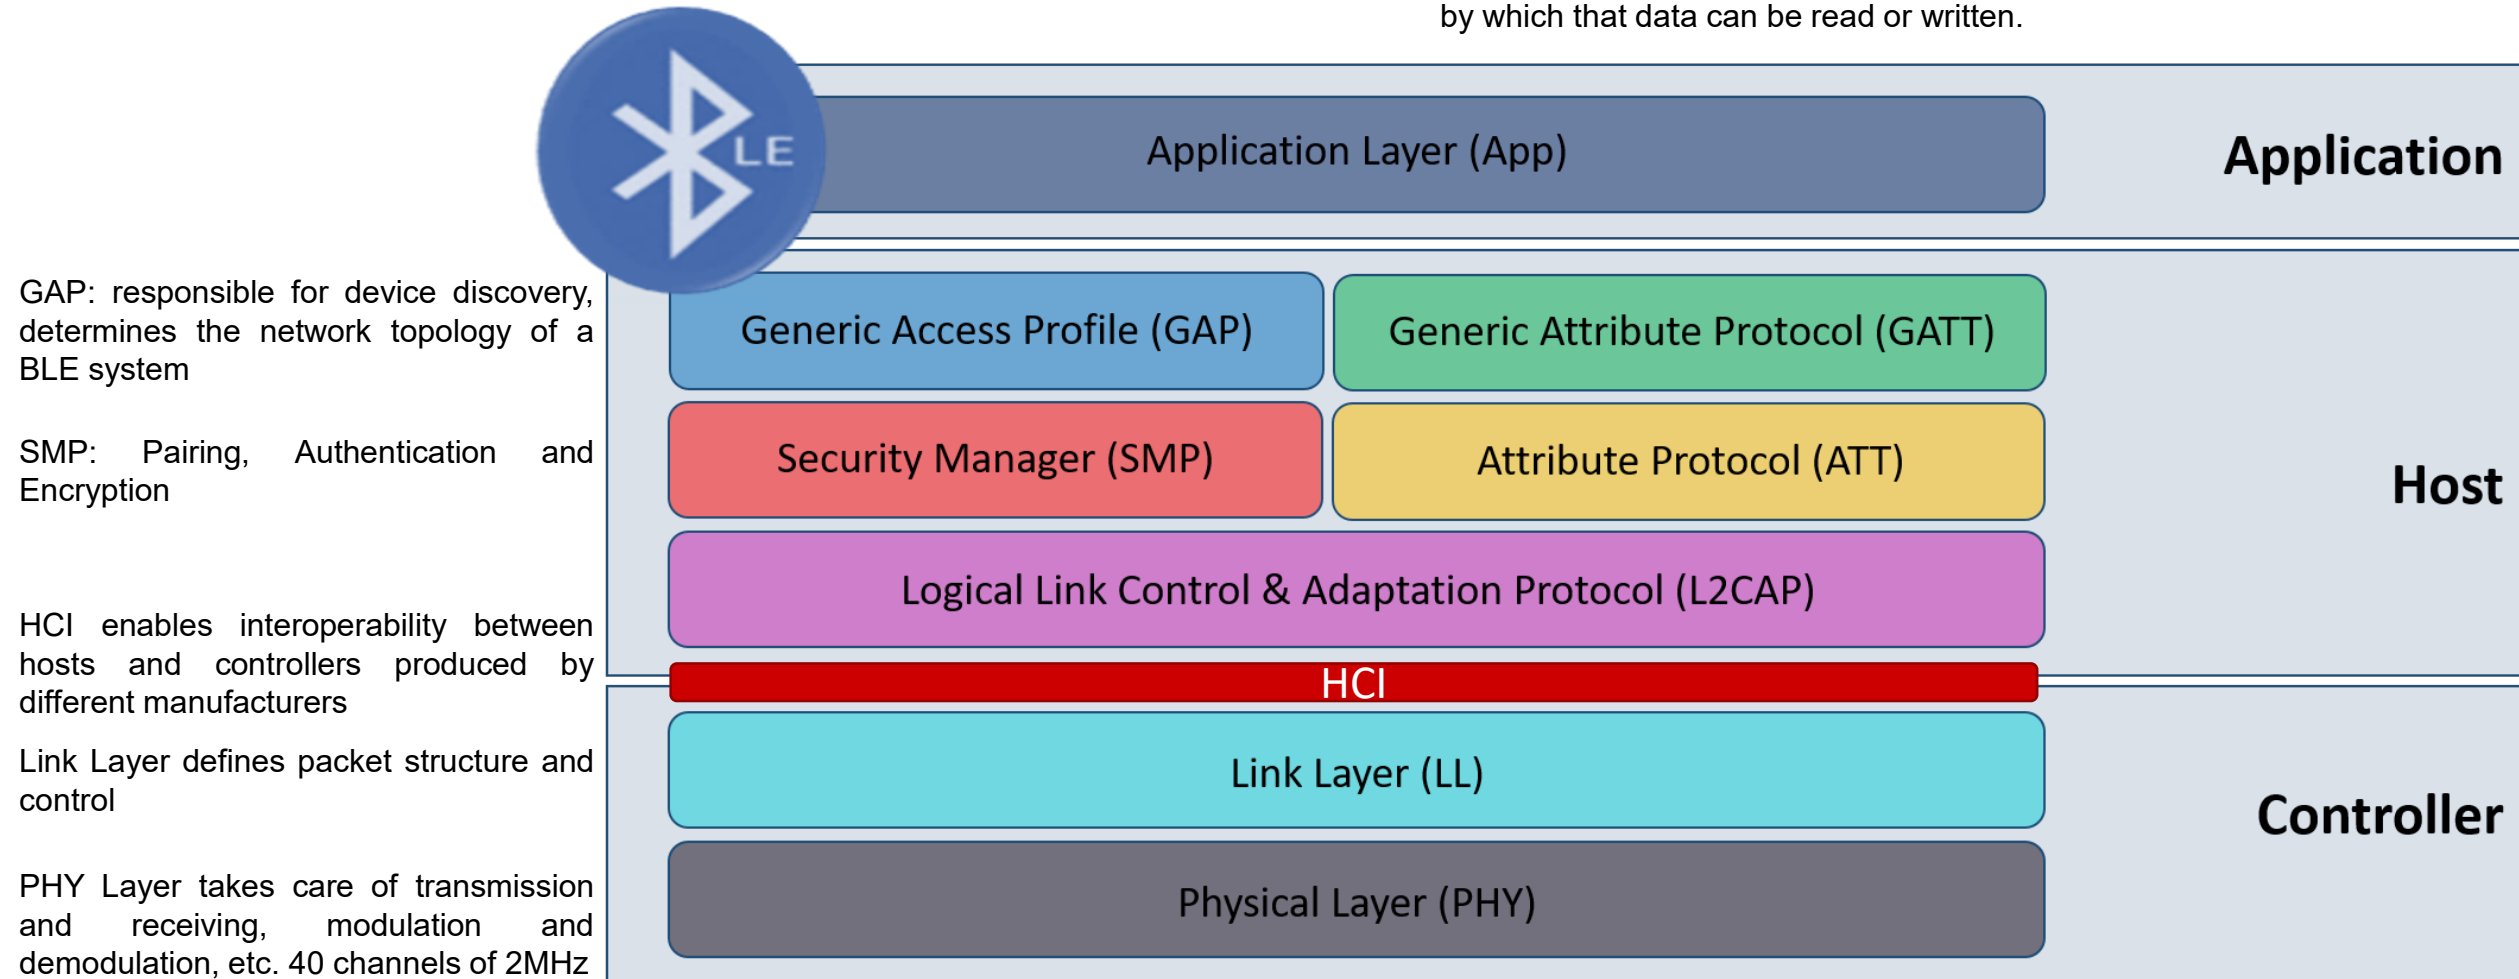 by which that data can be read or written.
LE
Application Layer (App)
Application
GAP: responsible for device discovery,
determines the network topology of a
BLE system
Generic Access Profile (GAP)
Generic Attribute Protocol (GATT)
SMP: Pairing, Authentication and
Encryption
Security Manager (SMP)
Attribute Protocol (ATT)
Host
Logical Link Control & Adaptation Protocol (L2CAP)
HCI enables interoperability between
hosts and controllers produced by
different manufacturers
HCI
Link Layer defines packet structure and
control
Link Layer (LL)
Controller
PHY Layer takes care of transmission
and receiving, modulation and
demodulation, etc. 40 channels of 2MHz
Physical Layer (PHY)